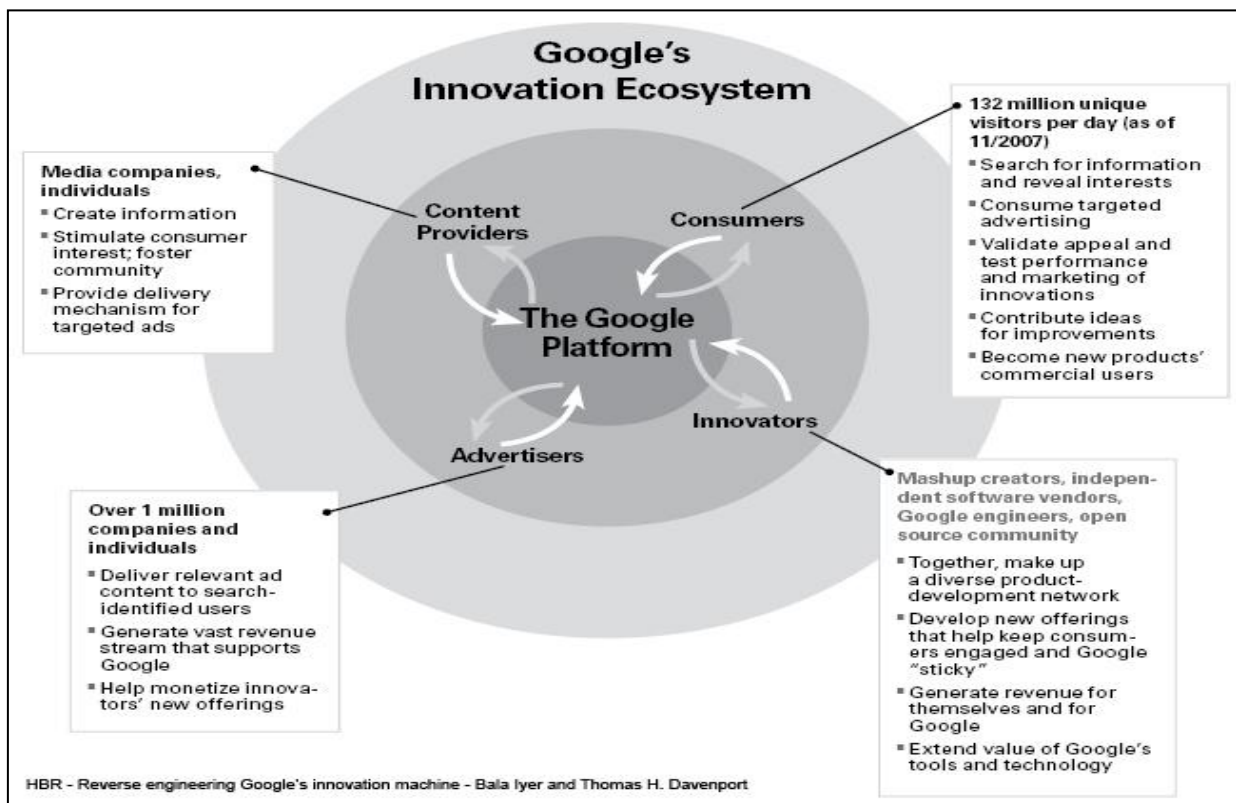 Google's
Innovation Ecosystem
Media companies,
individuals
▪ Create information
▪ Stimulate consumer
interest; foster
community
▪ Provide delivery
mechanism for
targeted ads
Content
Providers
Consumers
132 million unique
visitors per day (as of
11/2007)
▪ Search for information
and reveal interests
▪ Consume targeted
advertising
▪ Validate appeal and
test performance
and marketing of
innovations
▪ Contribute ideas
for improvements
▪ Become new products'
commercial users
The Google
Platform
Advertisers
Innovators
Over 1 million
companies and
individuals
▪ Deliver relevant ad
content to search-
identified users
▪ Generate vast revenue
stream that supports
Google
▪ Help monetize innova-
tors' new offerings
Mashup creators, indepen-
dent software vendors,
Google engineers, open
source community
▪ Together, make up
a diverse product-
development network
▪ Develop new offerings
that help keep consum-
ers engaged and Google
"sticky"
▪ Generate revenue for
themselves and for
Google
▪ Extend value of Google's
tools and technology
HBR - Reverse engineering Google's innovation machine - Bala Iyer and Thomas H. Davenport